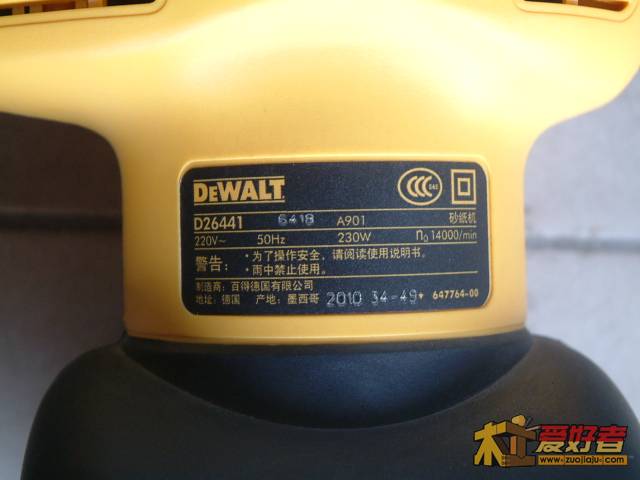 DEWALT
D26441 6418 A901 砂纸机
220V~ 50Hz 230W n₀ 14000/min
警告: ·为了操作安全，请阅读使用说明书。
·雨中禁止使用。
制造商: 百得德国有限公司
地址: 德国 产地: 墨西哥 2010 34-49 647764-00
木工爱好者
www.zuojiaju.com